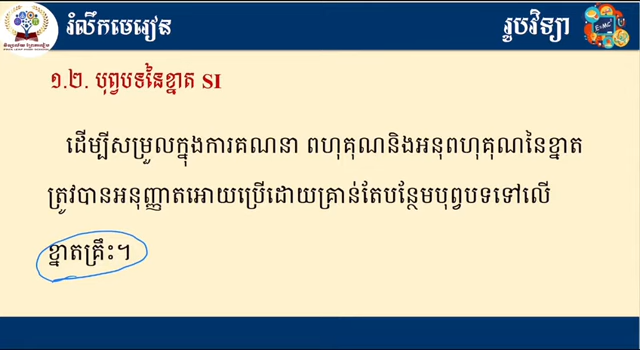 រំលឹកមេរៀន
រូបវិទ្យា
១.២. បុព្វបទនៃខ្នាត SI
ដើម្បីសម្រួលក្នុងការគណនា ពហុគុណនិងអនុពហុគុណនៃខ្នាត
ត្រូវបានអនុញ្ញាតអោយប្រើដោយគ្រាន់តែបន្ថែមបុព្វបទទៅលើ
ខ្នាតគ្រឹះ។